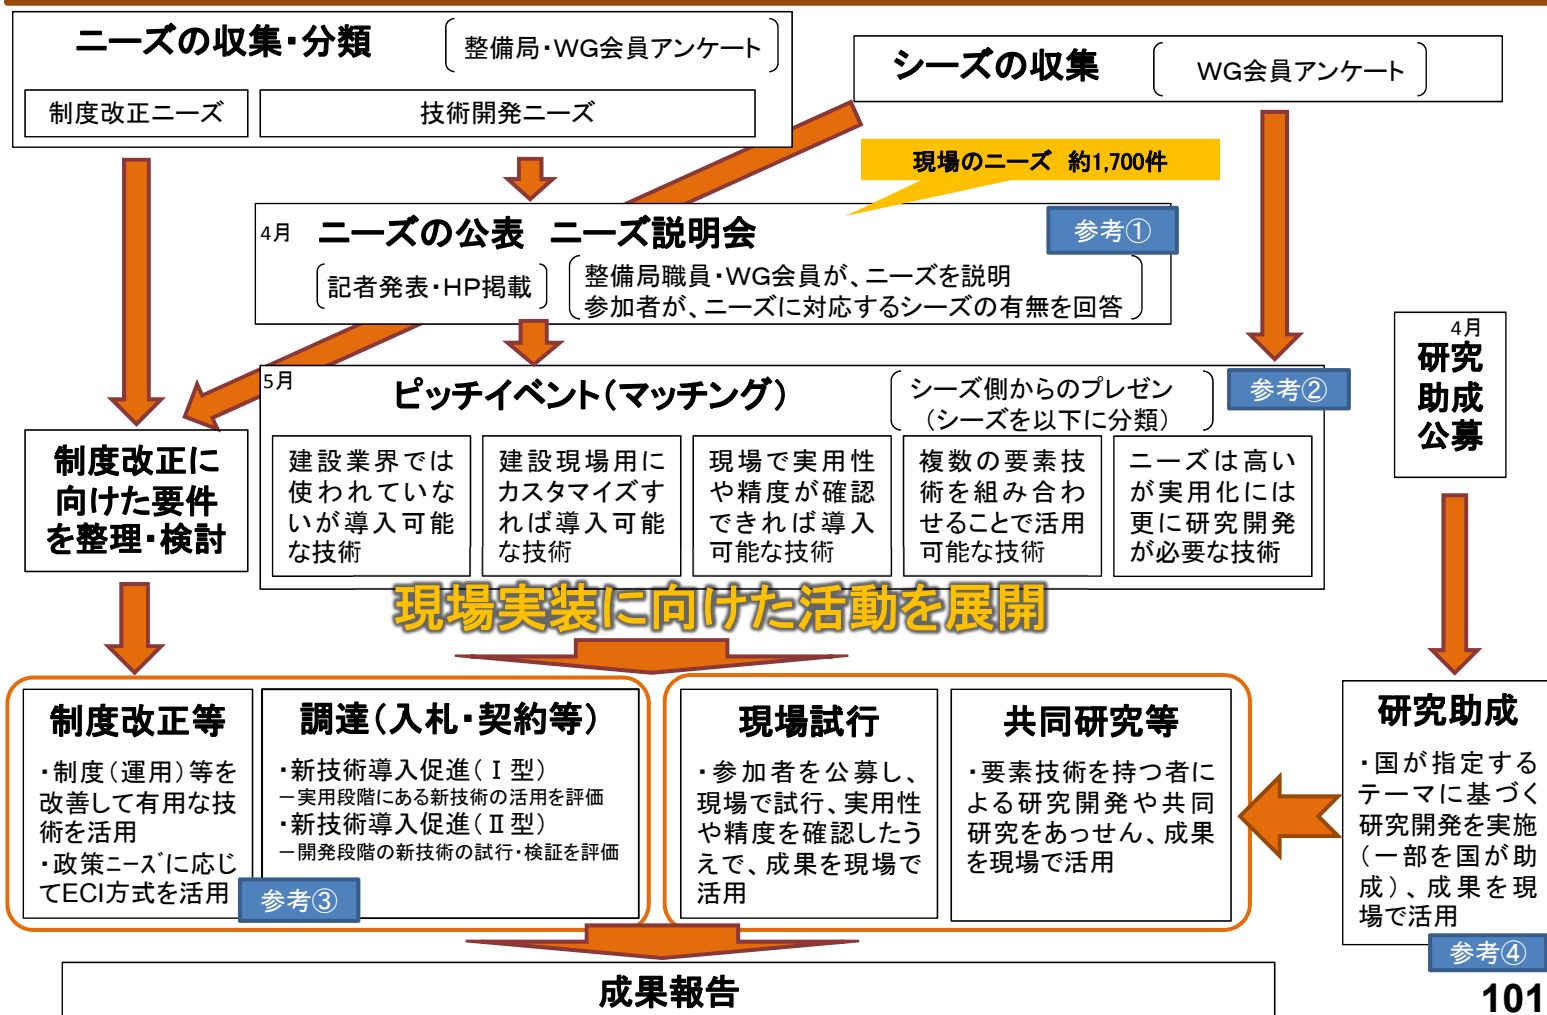 ニーズの収集・分類
整備局・WG会員アンケート
制度改正ニーズ
技術開発ニーズ
シーズの収集
WG会員アンケート
現場のニーズ　約1,700件
4月
ニーズの公表　ニーズ説明会
参考①
記者発表・HP掲載
整備局職員・WG会員が、ニーズを説明
参加者が、ニーズに対応するシーズの有無を回答
5月
ピッチイベント（マッチング）
シーズ側からのプレゼン
（シーズを以下に分類）
参考②
建設業界では
使われていな
いが導入可能
な技術
建設現場用に
カスタマイズす
れば導入可能
な技術
現場で実用性
や精度が確認
できれば導入
可能な技術
複数の要素技
術を組み合わ
せることで活用
可能な技術
ニーズは高い
が実用化には
更に研究開発
が必要な技術
4月
研究
助成
公募
制度改正に
向けた要件
を整理・検討
現場実装に向けた活動を展開
制度改正等
・制度（運用）等を
改善して有用な技
術を活用
・政策ニーズに応じ
てECI方式を活用
調達（入札・契約等）
・新技術導入促進（Ⅰ型）
－実用段階にある新技術の活用を評価
・新技術導入促進（Ⅱ型）
－開発段階の新技術の試行・検証を評価
参考③
現場試行
・参加者を公募し、
現場で試行、実用性
や精度を確認したう
えで、成果を現場で
活用
共同研究等
・要素技術を持つ者に
よる研究開発や共同
研究をあっせん、成果
を現場で活用
研究助成
・国が指定する
テーマに基づく
研究開発を実施
（一部を国が助
成）、成果を現
場で活用
参考④
成果報告
101